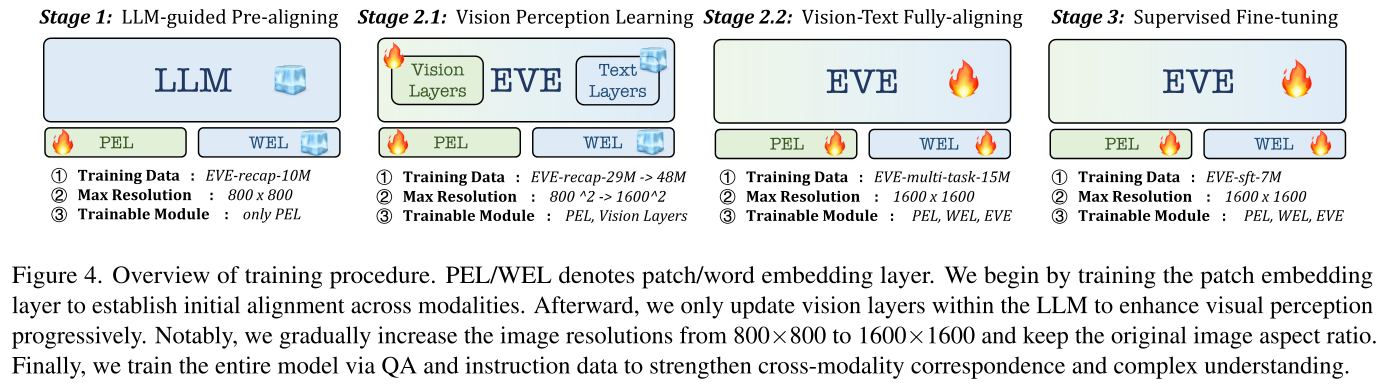 Stage 1: LLM-guided Pre-aligning
LLM
PEL
WEL
① Training Data : EVE-recap-10M
② Max Resolution : 800 x 800
③ Trainable Module : only PEL
Stage 2.1: Vision Perception Learning
Vision
Layers
EVE
Text
Layers
PEL
WEL
① Training Data : EVE-recap-29M -> 48M
② Max Resolution : 800 ^2 -> 1600^2
③ Trainable Module : PEL, Vision Layers
Stage 2.2: Vision-Text Fully-aligning
EVE
PEL
WEL
① Training Data : EVE-multi-task-15M
② Max Resolution : 1600 x 1600
③ Trainable Module : PEL, WEL, EVE
Stage 3: Supervised Fine-tuning
EVE
PEL
WEL
① Training Data : EVE-sft-7M
② Max Resolution : 1600 x 1600
③ Trainable Module : PEL, WEL, EVE
Figure 4. Overview of training procedure. PEL/WEL denotes patch/word embedding layer. We begin by training the patch embedding
layer to establish initial alignment across modalities. Afterward, we only update vision layers within the LLM to enhance visual perception
progressively. Notably, we gradually increase the image resolutions from 800×800 to 1600×1600 and keep the original image aspect ratio.
Finally, we train the entire model via QA and instruction data to strengthen cross-modality correspondence and complex understanding.